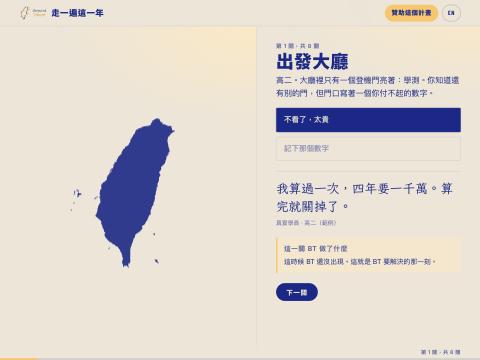 Beyond Taiwan
走一遍這一年
贊助這個計畫
EN
第 1 關 · 共 8 關
出發大廳
高二。大廳裡只有一個登機門亮著：學測。你知道還
有別的門，但門口寫著一個你付不起的數字。
不看了，太貴
記下那個數字
我算過一次，四年要一千萬。算
完就關掉了。
真實學員 · 高二（範例）
這一關 BT 做了什麼
這時候 BT 還沒出現。這就是 BT 要解決的那一刻。
下一關
第 1 關 · 共 8 關